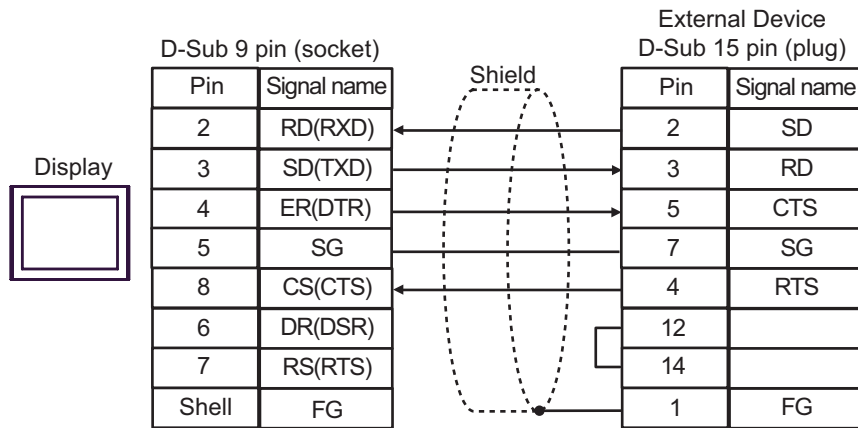 External Device
D-Sub 9 pin (socket) D-Sub 15 pin (plug)
Shield
Pin Signal name Pin Signal name
2 RD(RXD) 2 SD
3 SD(TXD) 3 RD
Display
4 ER(DTR) 5 CTS
5 SG 7 SG
8 CS(CTS) 4 RTS
6 DR(DSR) 12
7 RS(RTS) 14
Shell FG 1 FG